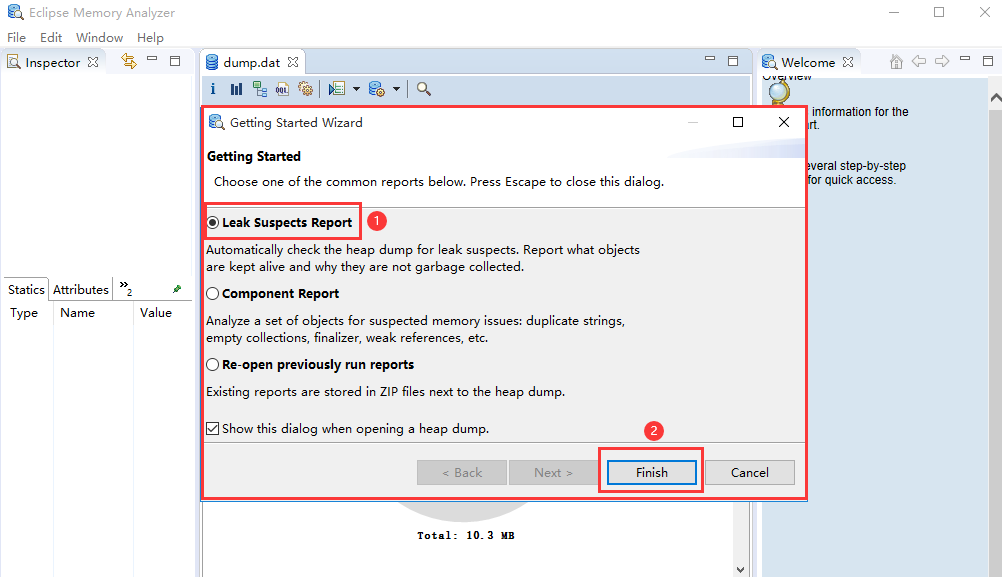 Eclipse Memory Analyzer
File Edit Window Help
Inspector
dump.dat
Welcome
i
OQL
Overview
information for the
rt.
everal step-by-step
for quick access.
Getting Started Wizard
Getting Started
Choose one of the common reports below. Press Escape to close this dialog.
Leak Suspects Report 1
Automatically check the heap dump for leak suspects. Report what objects
are kept alive and why they are not garbage collected.
Component Report
Analyze a set of objects for suspected memory issues: duplicate strings,
empty collections, finalizer, weak references, etc.
Re-open previously run reports
Existing reports are stored in ZIP files next to the heap dump.
Show this dialog when opening a heap dump.
2
< Back Next > Finish Cancel
Statics Attributes »2
Type Name Value
Total: 10.3 MB